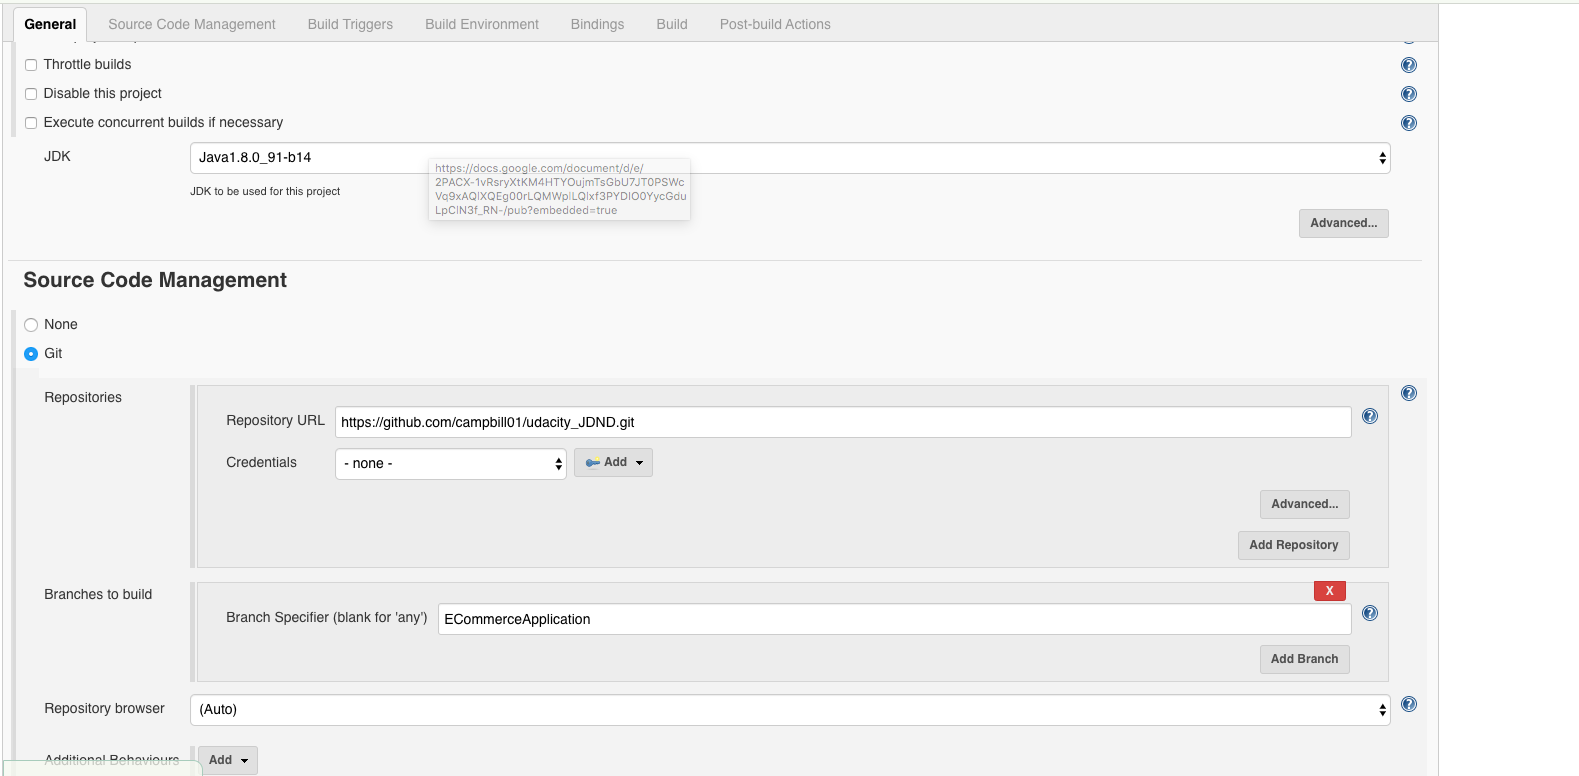 General Source Code Management Build Triggers Build Environment Bindings Build Post-build Actions
Throttle builds
Disable this project
Execute concurrent builds if necessary
JDK
Java1.8.0_91-b14
JDK to be used for this project
https://docs.google.com/document/d/e/
2PACX-1vRsryXtKM4HTYOujmTsGbU7JT0PSWc
Vq9xAQIXQEg00rLQMWpILQIxf3PYDIO0YycGdu
LpCIN3f_RN-/pub?embedded=true
Advanced...
Source Code Management
None
Git
Repositories
Repository URL https://github.com/campbill01/udacity_JDND.git
Credentials - none - Add
Advanced...
Add Repository
Branches to build
X
Branch Specifier (blank for 'any') ECommerceApplication
Add Branch
Repository browser (Auto)
Additional Behaviours Add